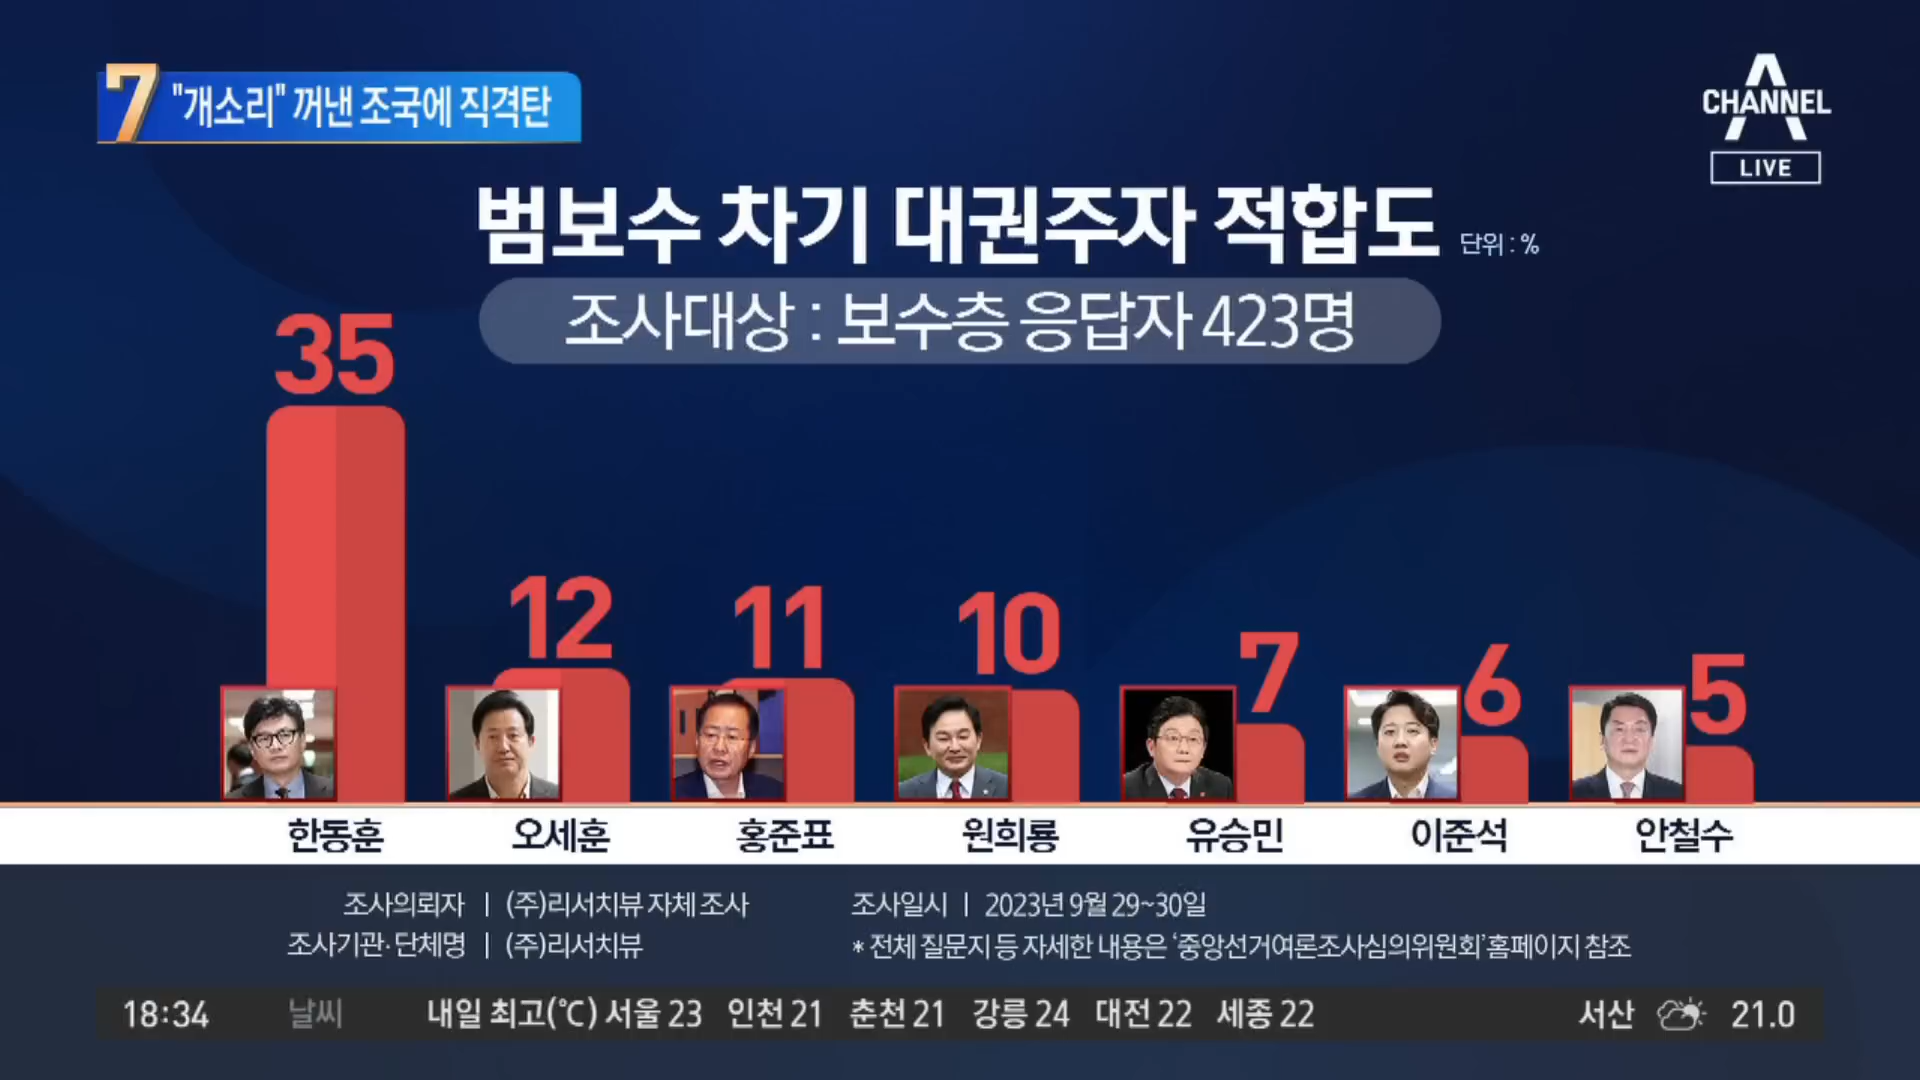 7 "개소리" 꺼낸 조국에 직격탄
CHANNEL A
LIVE
범보수 차기 대권주자 적합도 단위 : %
조사대상 : 보수층 응답자 423명
35
12
11
10
7
6
5
한동훈 오세훈 홍준표 원희룡 유승민 이준석 안철수
조사의뢰자 | (주)리서치뷰 자체 조사
조사기관·단체명 | (주)리서치뷰
조사일시 | 2023년 9월 29~30일
* 전체 질문지 등 자세한 내용은 '중앙선거여론조사심의위원회' 홈페이지 참조
18:34 날씨 내일 최고(℃) 서울 23 인천 21 춘천 21 강릉 24 대전 22 세종 22 서산 21.0